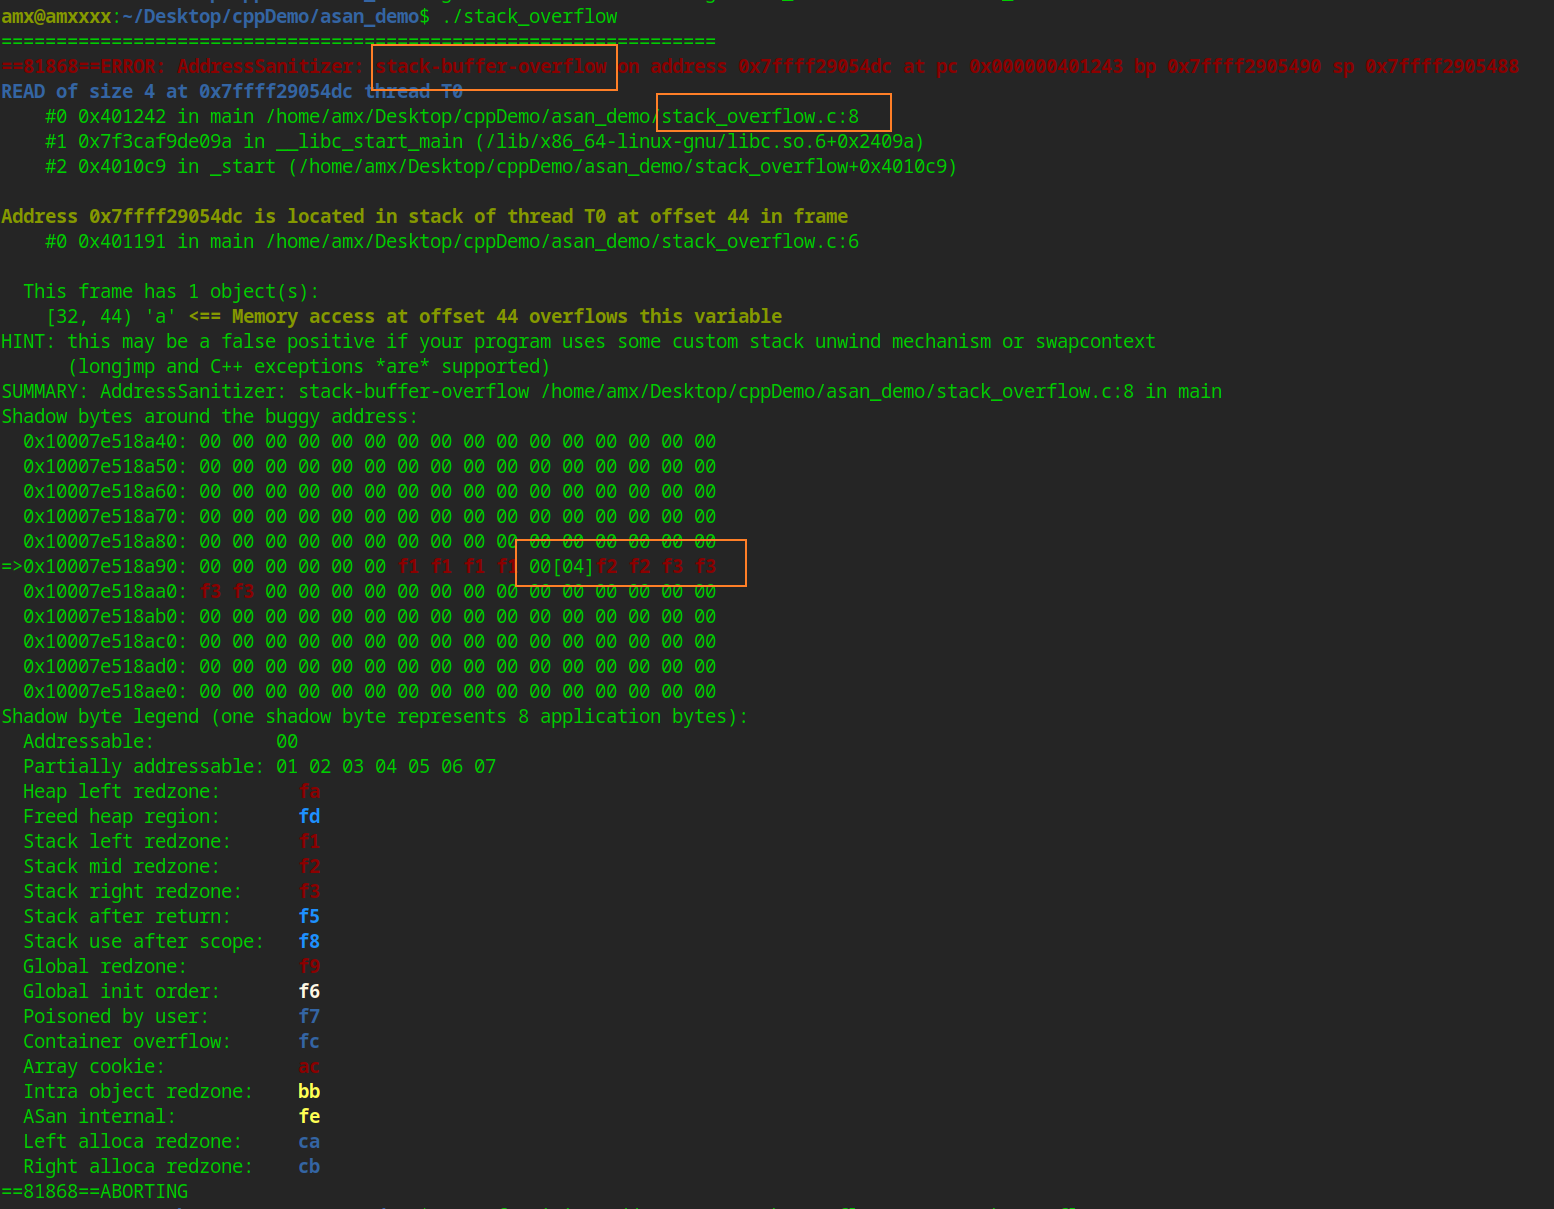 amx@amxxxx:~/Desktop/cppDemo/asan_demo$ ./stack_overflow
=================================================================
==81868==ERROR: AddressSanitizer: stack-buffer-overflow on address 0x7ffff29054dc at pc 0x000000401243 bp 0x7ffff2905490 sp 0x7ffff2905488
READ of size 4 at 0x7ffff29054dc thread T0
    #0 0x401242 in main /home/amx/Desktop/cppDemo/asan_demo/stack_overflow.c:8
    #1 0x7f3caf9de09a in __libc_start_main (/lib/x86_64-linux-gnu/libc.so.6+0x2409a)
    #2 0x4010c9 in _start (/home/amx/Desktop/cppDemo/asan_demo/stack_overflow+0x4010c9)
Address 0x7ffff29054dc is located in stack of thread T0 at offset 44 in frame
    #0 0x401191 in main /home/amx/Desktop/cppDemo/asan_demo/stack_overflow.c:6
  This frame has 1 object(s):
    [32, 44) 'a' <== Memory access at offset 44 overflows this variable
HINT: this may be a false positive if your program uses some custom stack unwind mechanism or swapcontext
      (longjmp and C++ exceptions *are* supported)
SUMMARY: AddressSanitizer: stack-buffer-overflow /home/amx/Desktop/cppDemo/asan_demo/stack_overflow.c:8 in main
Shadow bytes around the buggy address:
  0x10007e518a40: 00 00 00 00 00 00 00 00 00 00 00 00 00 00 00 00
  0x10007e518a50: 00 00 00 00 00 00 00 00 00 00 00 00 00 00 00 00
  0x10007e518a60: 00 00 00 00 00 00 00 00 00 00 00 00 00 00 00 00
  0x10007e518a70: 00 00 00 00 00 00 00 00 00 00 00 00 00 00 00 00
  0x10007e518a80: 00 00 00 00 00 00 00 00 00 00 00 00 00 00 00 00
=>0x10007e518a90: 00 00 00 00 00 00 f1 f1 f1 f1 00[04]f2 f2 f3 f3
  0x10007e518aa0: f3 f3 00 00 00 00 00 00 00 00 00 00 00 00 00 00
  0x10007e518ab0: 00 00 00 00 00 00 00 00 00 00 00 00 00 00 00 00
  0x10007e518ac0: 00 00 00 00 00 00 00 00 00 00 00 00 00 00 00 00
  0x10007e518ad0: 00 00 00 00 00 00 00 00 00 00 00 00 00 00 00 00
  0x10007e518ae0: 00 00 00 00 00 00 00 00 00 00 00 00 00 00 00 00
Shadow byte legend (one shadow byte represents 8 application bytes):
  Addressable:           00
  Partially addressable: 01 02 03 04 05 06 07
  Heap left redzone:       fa
  Freed heap region:       fd
  Stack left redzone:      f1
  Stack mid redzone:       f2
  Stack right redzone:     f3
  Stack after return:      f5
  Stack use after scope:   f8
  Global redzone:          f9
  Global init order:       f6
  Poisoned by user:        f7
  Container overflow:      fc
  Array cookie:            ac
  Intra object redzone:    bb
  ASan internal:           fe
  Left alloca redzone:     ca
  Right alloca redzone:    cb
==81868==ABORTING